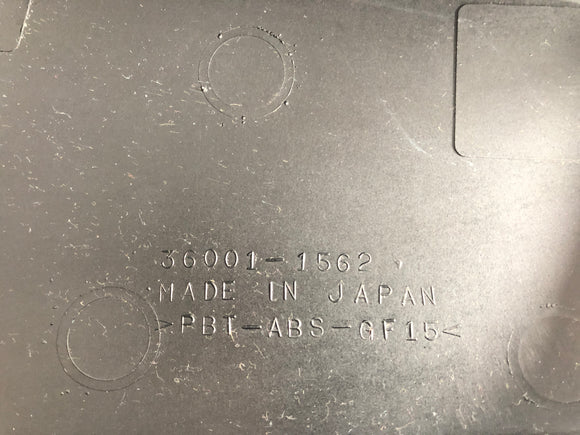 36001-1562
MADE IN JAPAN
>PBT-ABS-GF15<